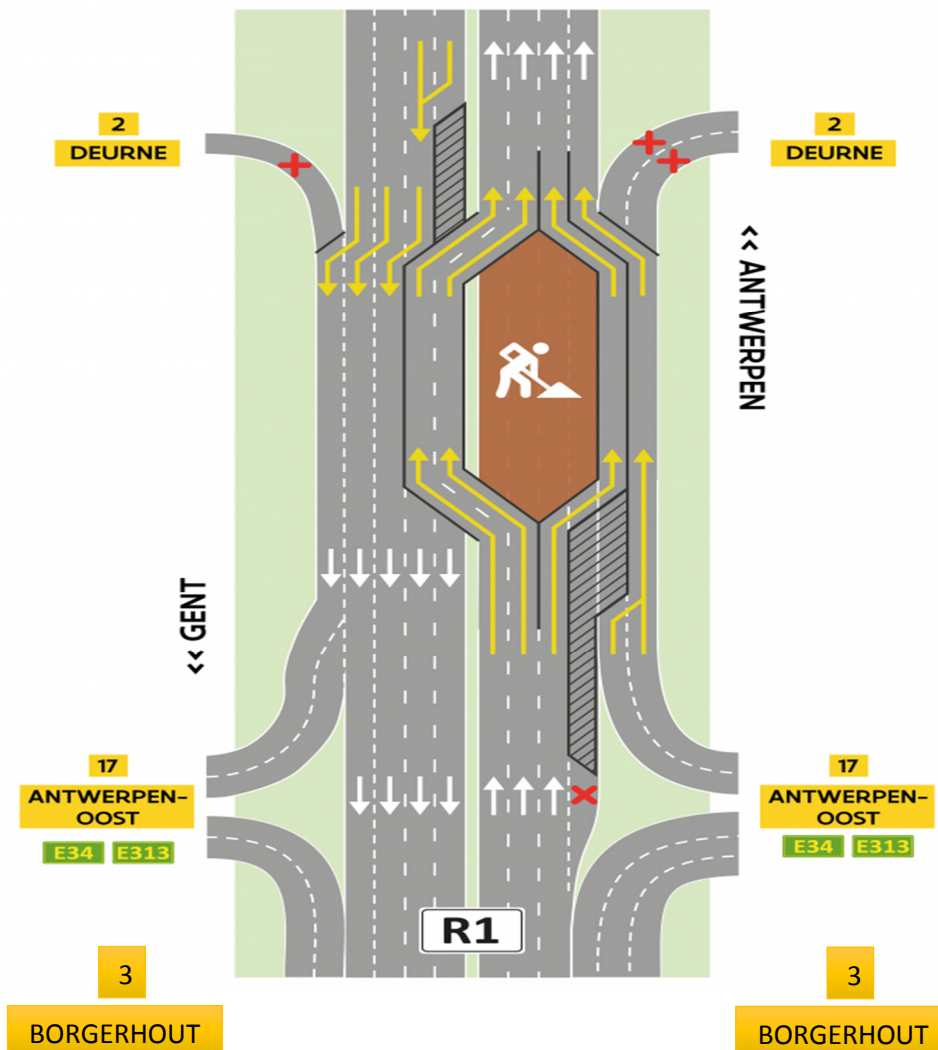 2
DEURNE
2
DEURNE
<< ANTWERPEN
<< GENT
17
ANTWERPEN-
OOST
E34 E313
17
ANTWERPEN-
OOST
E34 E313
R1
3
BORGERHOUT
3
BORGERHOUT